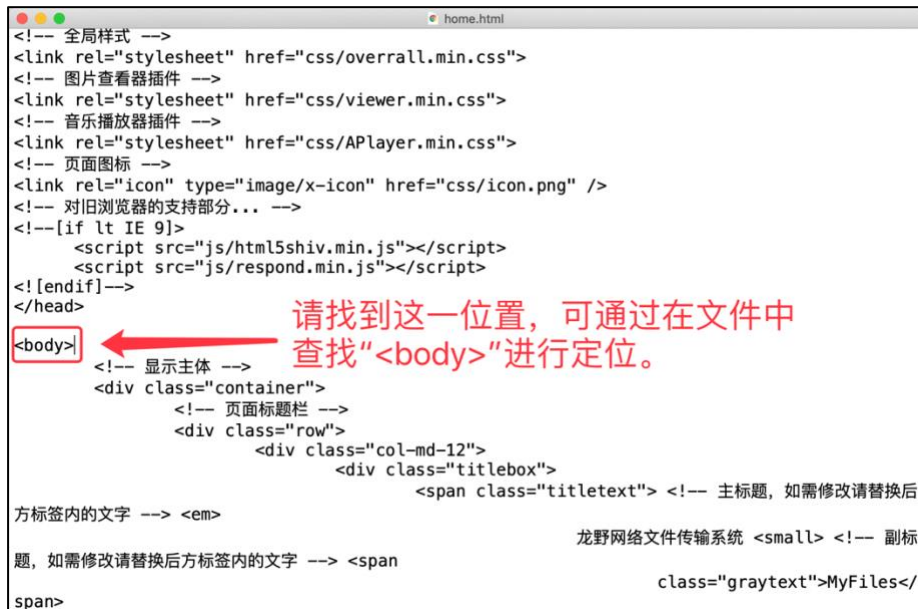 home.html
<!-- 全局样式 -->
<link rel="stylesheet" href="css/overrall.min.css">
<!-- 图片查看器插件 -->
<link rel="stylesheet" href="css/viewer.min.css">
<!-- 音乐播放器插件 -->
<link rel="stylesheet" href="css/APlayer.min.css">
<!-- 页面图标 -->
<link rel="icon" type="image/x-icon" href="css/icon.png" />
<!-- 对旧浏览器的支持部分... -->
<!--[if lt IE 9]>
<script src="js/html5shiv.min.js"></script>
<script src="js/respond.min.js"></script>
<![endif]-->
</head>
请找到这一位置，可通过在文件中
查找“<body>”进行定位。
<body>
<!-- 显示主体 -->
<div class="container">
<!-- 页面标题栏 -->
<div class="row">
<div class="col-md-12">
<div class="titlebox">
<span class="titletext"> <!-- 主标题，如需修改请替换后
方标签内的文字 --> <em>
龙野网络文件传输系统 <small> <!-- 副标
题，如需修改请替换后方标签内的文字 --> <span
class="graytext">MyFiles</
span>